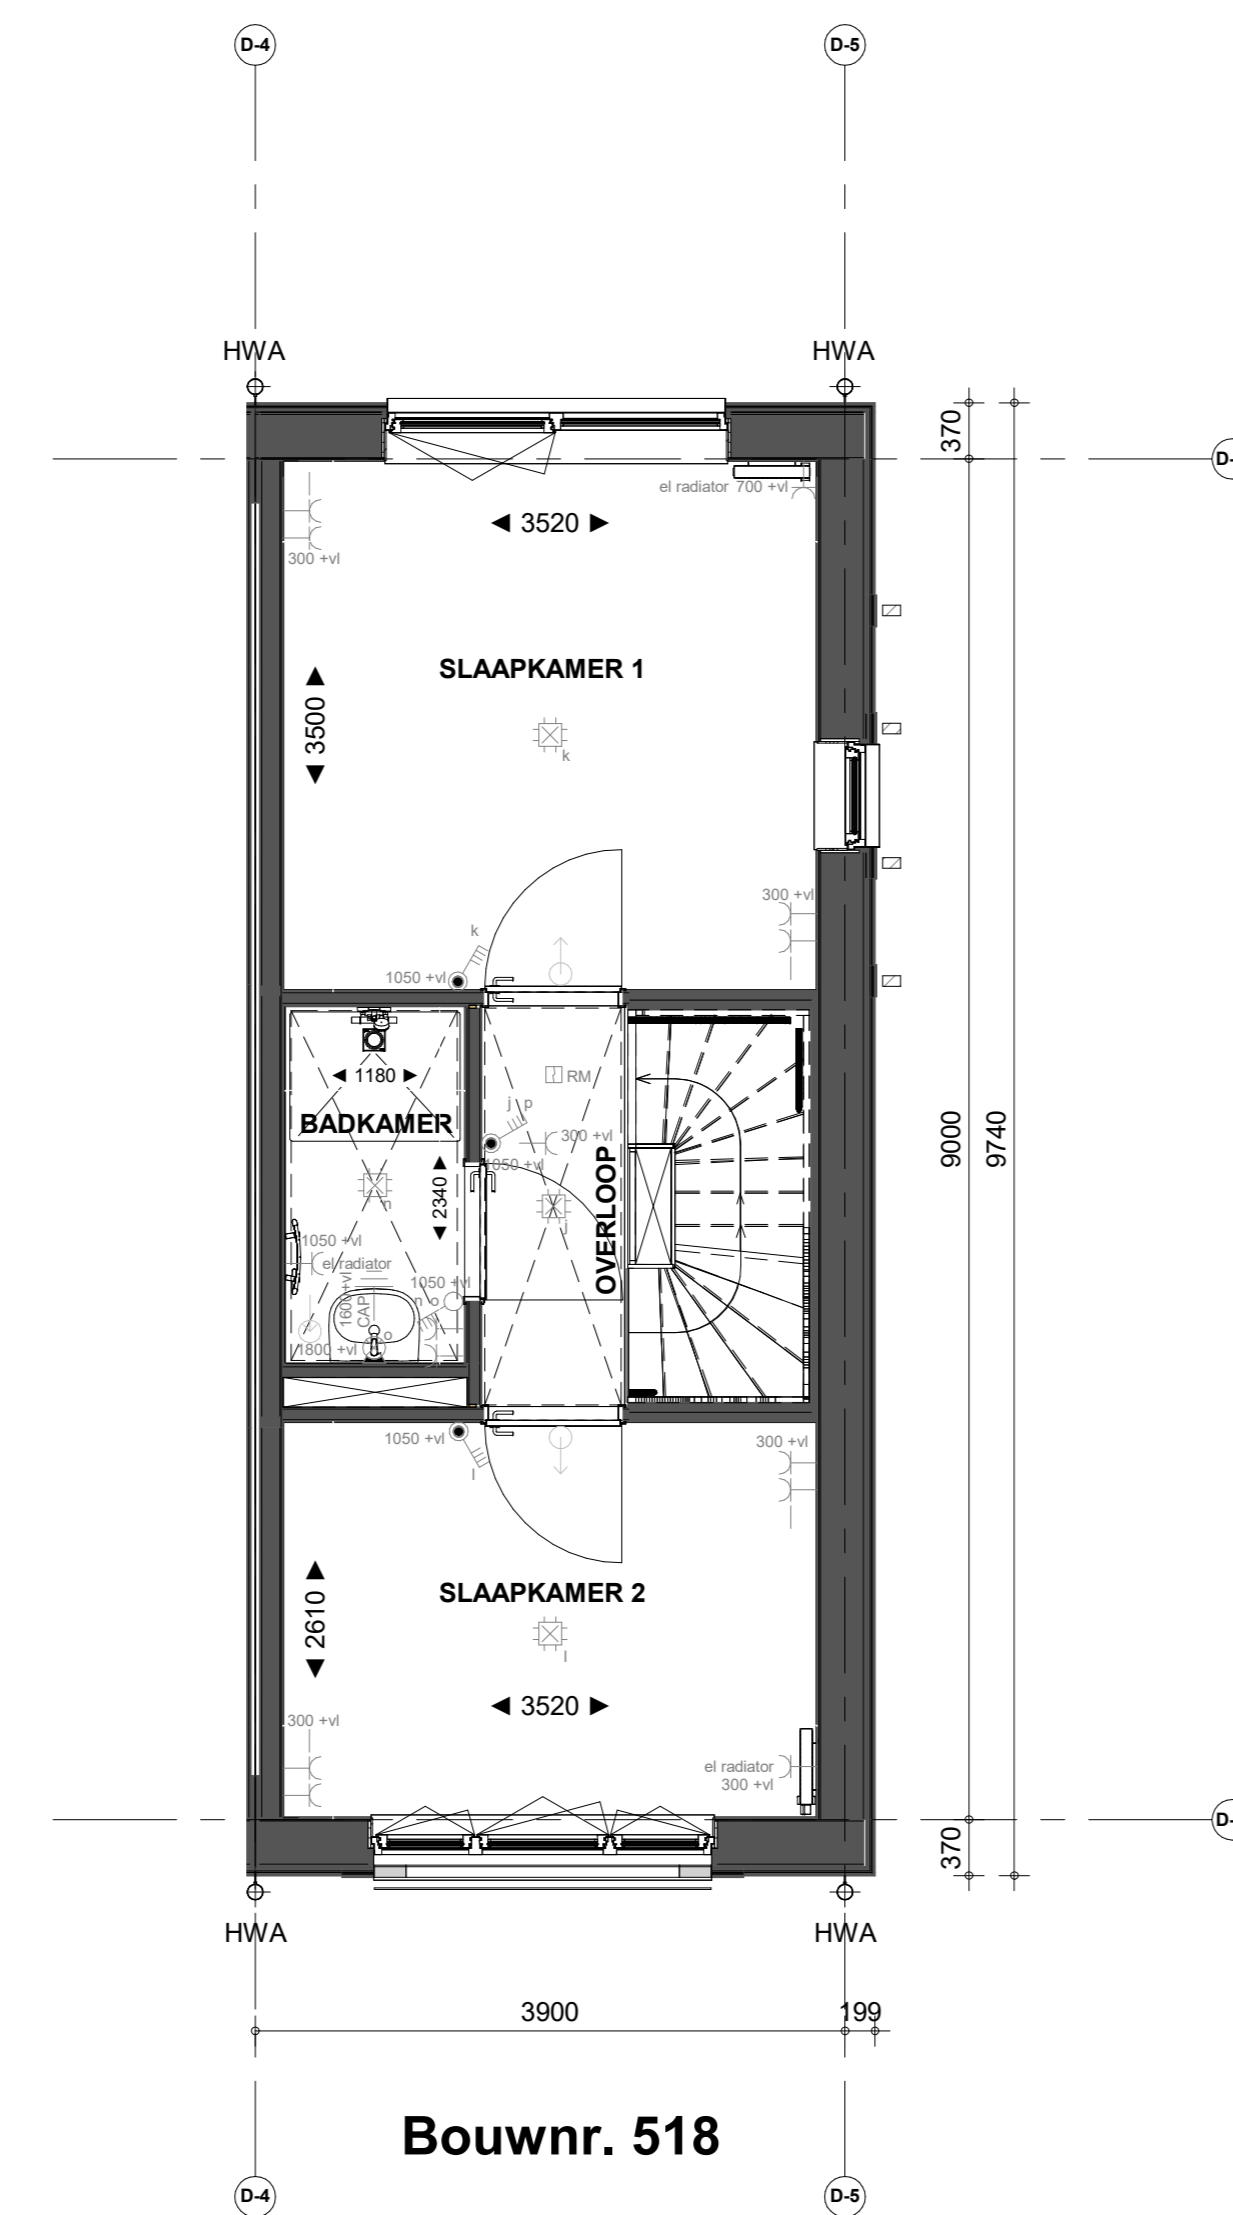 D-4
D-5
HWA
HWA
370
D-
el radiator 700 +vl
◄ 3520 ►
300 +vl
SLAAPKAMER 1
◄ 3500 ►
k
300 +vl
k
1050 +vl
◄ 1180 ►
RM
BADKAMER
j p
300 +vl
1050 +vl
9000
9740
◄ 2340 ►
n
j
OVERLOOP
1050 +vl
el radiator
1050 +vl
1600+vl
CAP
n o
o
1800 +vl
1050 +vl
300 +vl
l
SLAAPKAMER 2
◄ 2610 ►
l
◄ 3520 ►
300 +vl
el radiator
300 +vl
D-
370
HWA
HWA
3900
199
Bouwnr. 518
D-4
D-5